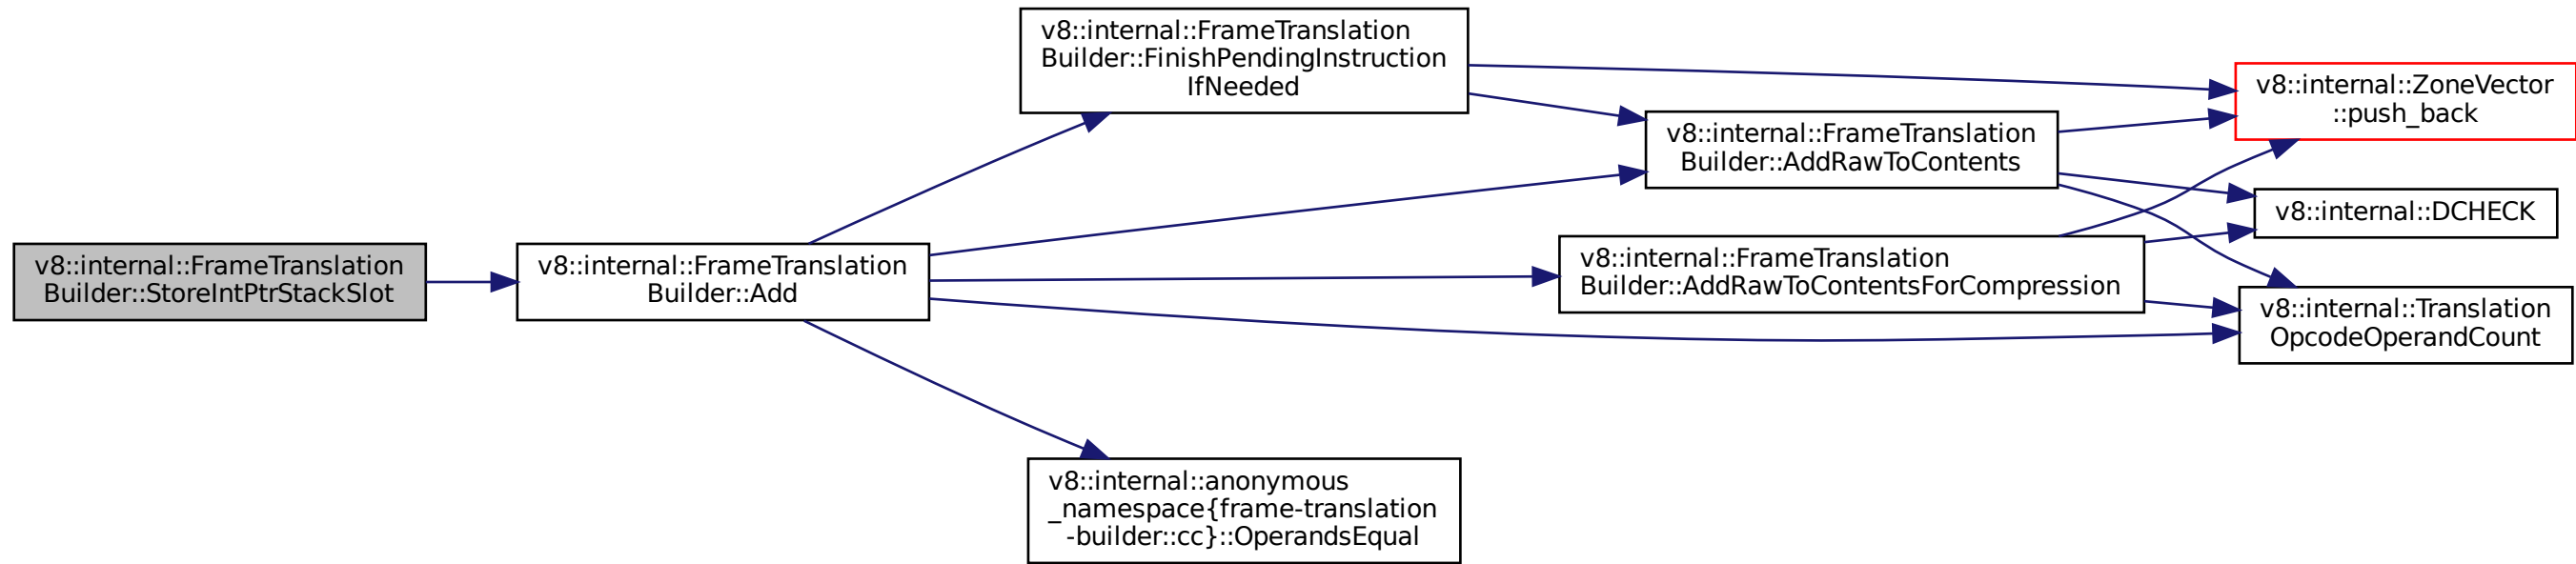 v8::internal::FrameTranslation
Builder::StoreIntPtrStackSlot
v8::internal::FrameTranslation
Builder::Add
v8::internal::FrameTranslation
Builder::FinishPendingInstruction
IfNeeded
v8::internal::FrameTranslation
Builder::AddRawToContents
v8::internal::FrameTranslation
Builder::AddRawToContentsForCompression
v8::internal::anonymous
_namespace{frame-translation
-builder::cc}::OperandsEqual
v8::internal::ZoneVector
::push_back
v8::internal::DCHECK
v8::internal::Translation
OpcodeOperandCount